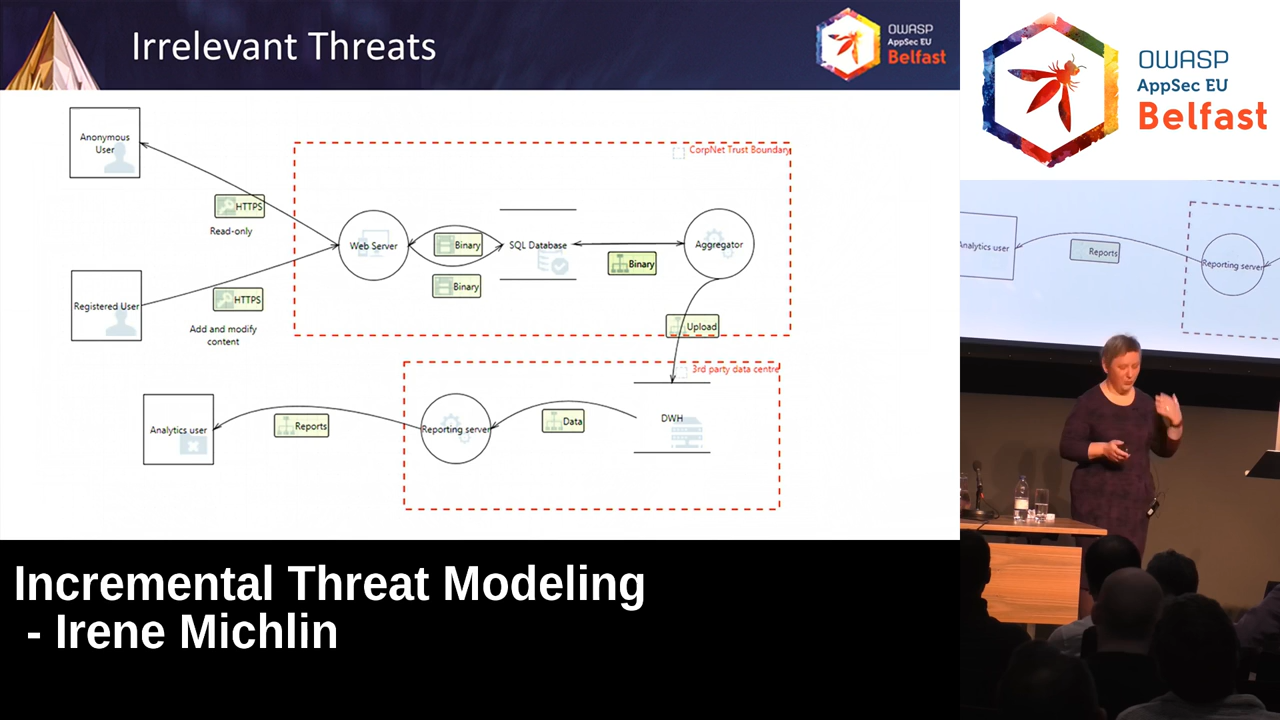 Irrelevant Threats
OWASP
AppSec EU
Belfast
OWASP
AppSec EU
Belfast
Anonymous
User
CorpNet Trust Boundary
HTTPS
Read-only
Web Server
Binary
SQL Database
Aggregator
Binary
Binary
Registered User
HTTPS
Add and modify
content
Upload
3rd party data centre
Analytics user
Reports
Reporting server
Data
DWH
Analytics user
Reports
Reporting server
Incremental Threat Modeling
- Irene Michlin